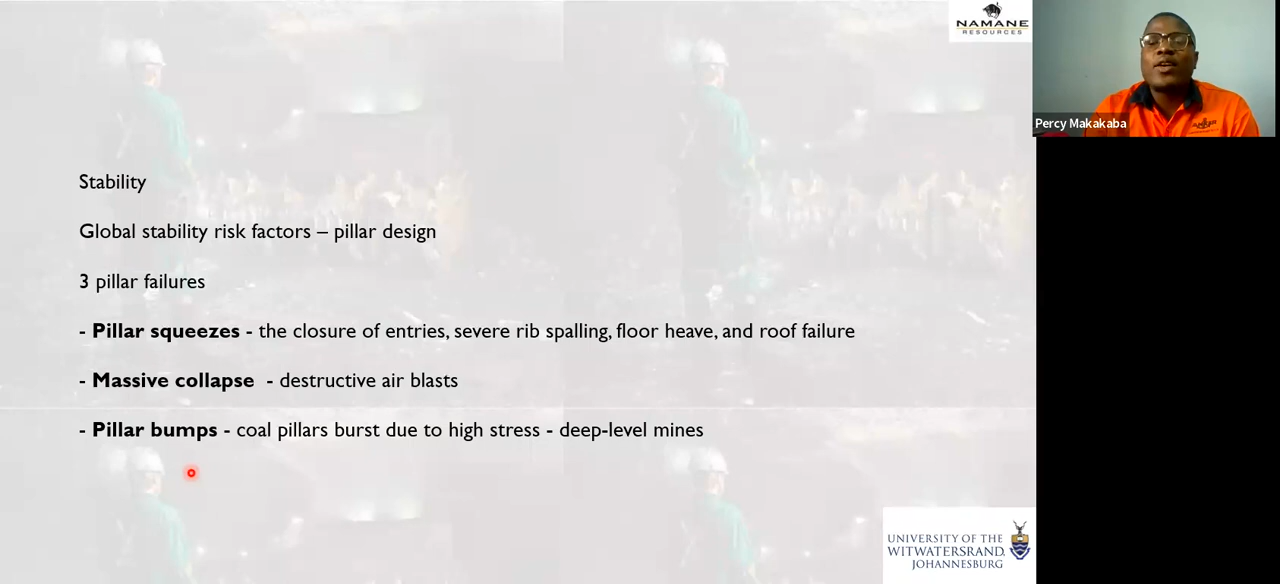 NAMANE
RESOURCES
Percy Makakaba
Stability
Global stability risk factors – pillar design
3 pillar failures
- Pillar squeezes - the closure of entries, severe rib spalling, floor heave, and roof failure
- Massive collapse - destructive air blasts
- Pillar bumps - coal pillars burst due to high stress - deep-level mines
UNIVERSITY OF THE
WITWATERSRAND,
JOHANNESBURG